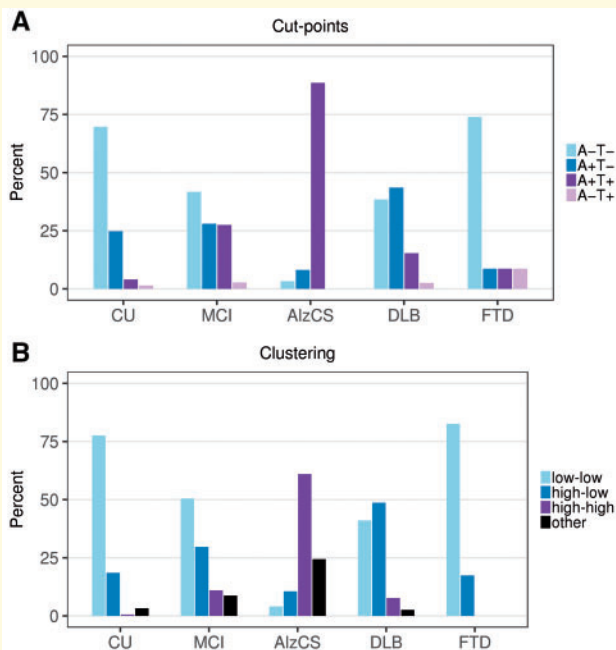 A
Cut-points
100
75
50
25
0
Percent
A−T−
A+T−
A+T+
A−T+
CU MCI AlzCS DLB FTD
B
Clustering
100
75
50
25
0
Percent
low-low
high-low
high-high
other
CU MCI AlzCS DLB FTD